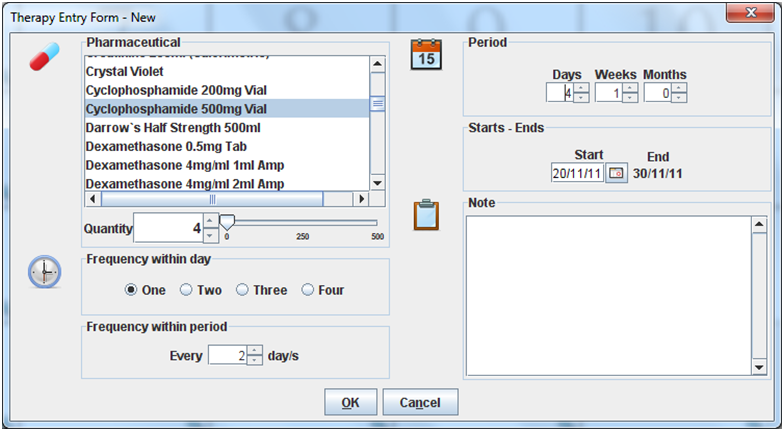 Therapy Entry Form - New
Pharmaceutical
Crystal Violet
Cyclophosphamide 200mg Vial
Cyclophosphamide 500mg Vial
Darrow`s Half Strength 500ml
Dexamethasone 0.5mg Tab
Dexamethasone 4mg/ml 1ml Amp
Dexamethasone 4mg/ml 2ml Amp
Quantity 4
0 250 500
Frequency within day
One Two Three Four
Frequency within period
Every 2 day/s
15
Period
Days Weeks Months
4 1 0
Starts - Ends
Start End
20/11/11 30/11/11
Note
OK Cancel